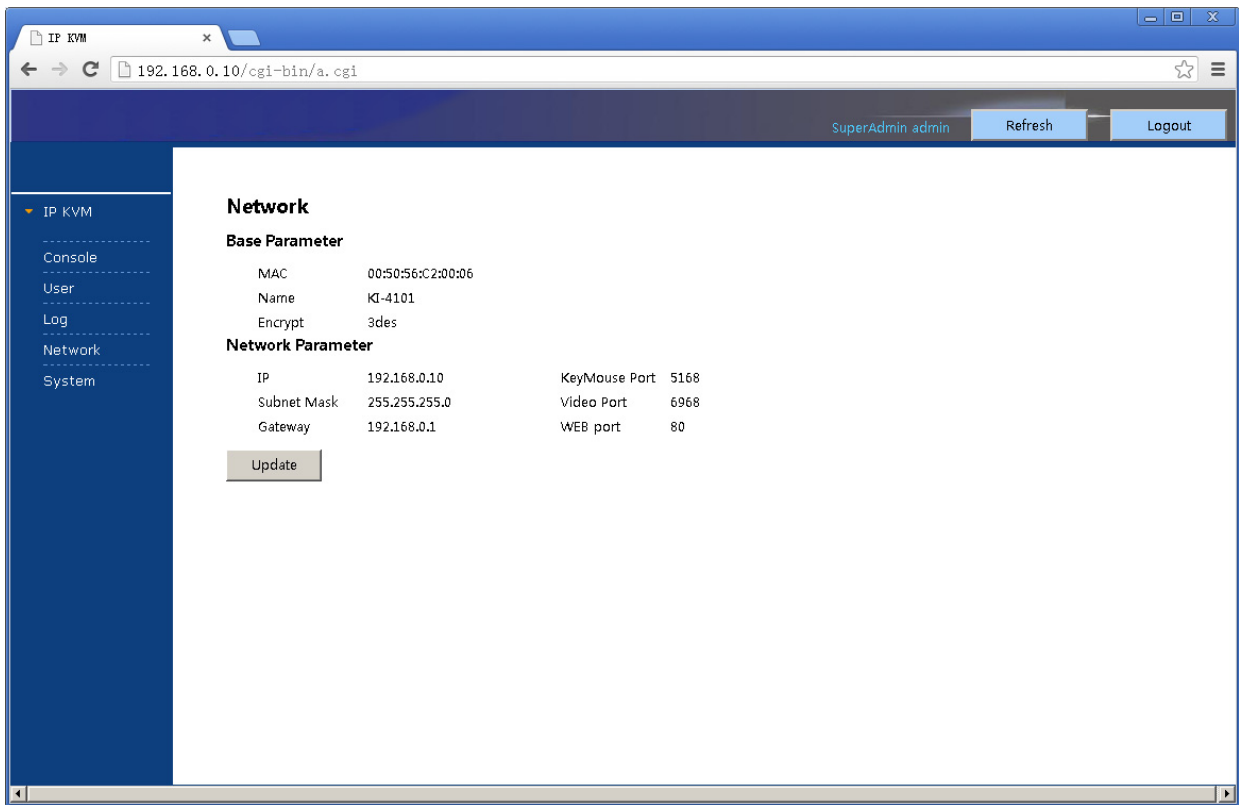 IP KVM
192.168.0.10/cgi-bin/a.cgi
SuperAdmin admin
Refresh
Logout
IP KVM
Console
User
Log
Network
System
Network
Base Parameter
MAC 00:50:56:C2:00:06
Name KI-4101
Encrypt 3des
Network Parameter
IP 192.168.0.10 KeyMouse Port 5168
Subnet Mask 255.255.255.0 Video Port 6968
Gateway 192.168.0.1 WEB port 80
Update